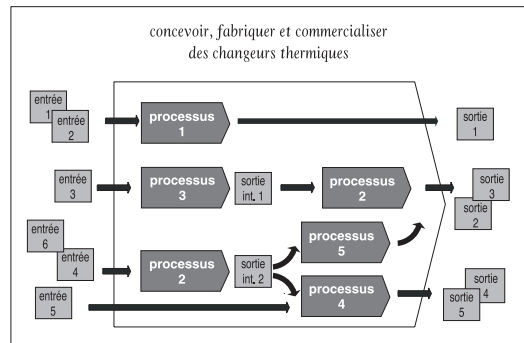 concevoir, fabriquer et commercialiser
des changeurs thermiques
entrée
1
entrée
2
processus
1
sortie
1
entrée
3
processus
3
sortie
int. 1
processus
2
sortie
3
sortie
2
entrée
6
entrée
4
processus
2
sortie
int. 2
processus
5
entrée
5
processus
4
sortie
4
sortie
5